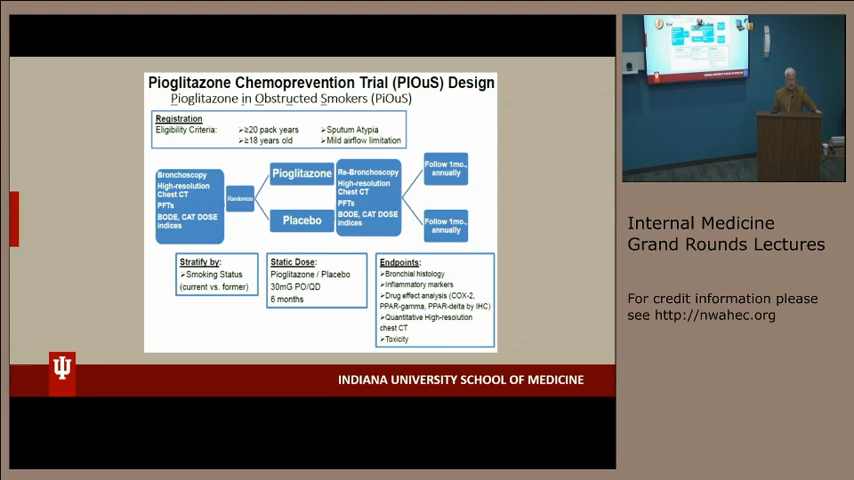 Pioglitazone Chemoprevention Trial (PIOuS) Design
Pioglitazone in Obstructed Smokers (PiOuS)
Registration
Eligibility Criteria:
➢≥20 pack years
➢≥18 years old
➢Sputum Atypia
➢Mild airflow limitation
Bronchoscopy
High-resolution
Chest CT
PFTs
BODE, CAT DOSE
indices
Randomize
Pioglitazone
Placebo
Re-Bronchoscopy
High-resolution
Chest CT
PFTs
BODE, CAT DOSE
indices
Follow 1mo.,
annually
Follow 1mo.,
annually
Stratify by:
➢Smoking Status
(current vs. former)
Static Dose:
Pioglitazone / Placebo
30mG PO/QD
6 months
Endpoints:
➢Bronchial histology
➢Inflammatory markers
➢Drug effect analysis (COX-2,
PPAR-gamma, PPAR-delta by IHC)
➢Quantitative High-resolution
chest CT
➢Toxicity
INDIANA UNIVERSITY SCHOOL OF MEDICINE
Internal Medicine
Grand Rounds Lectures
For credit information please
see http://nwahec.org